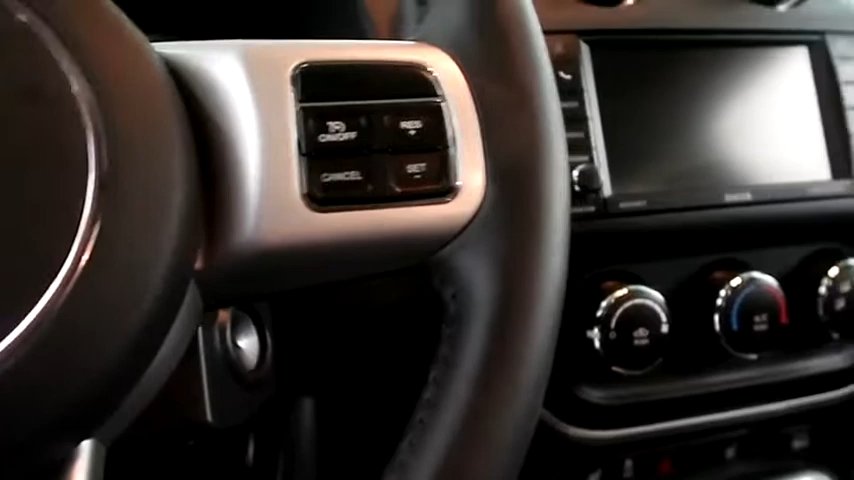 ON/OFF
RES
+
CANCEL
SET
-
A/C